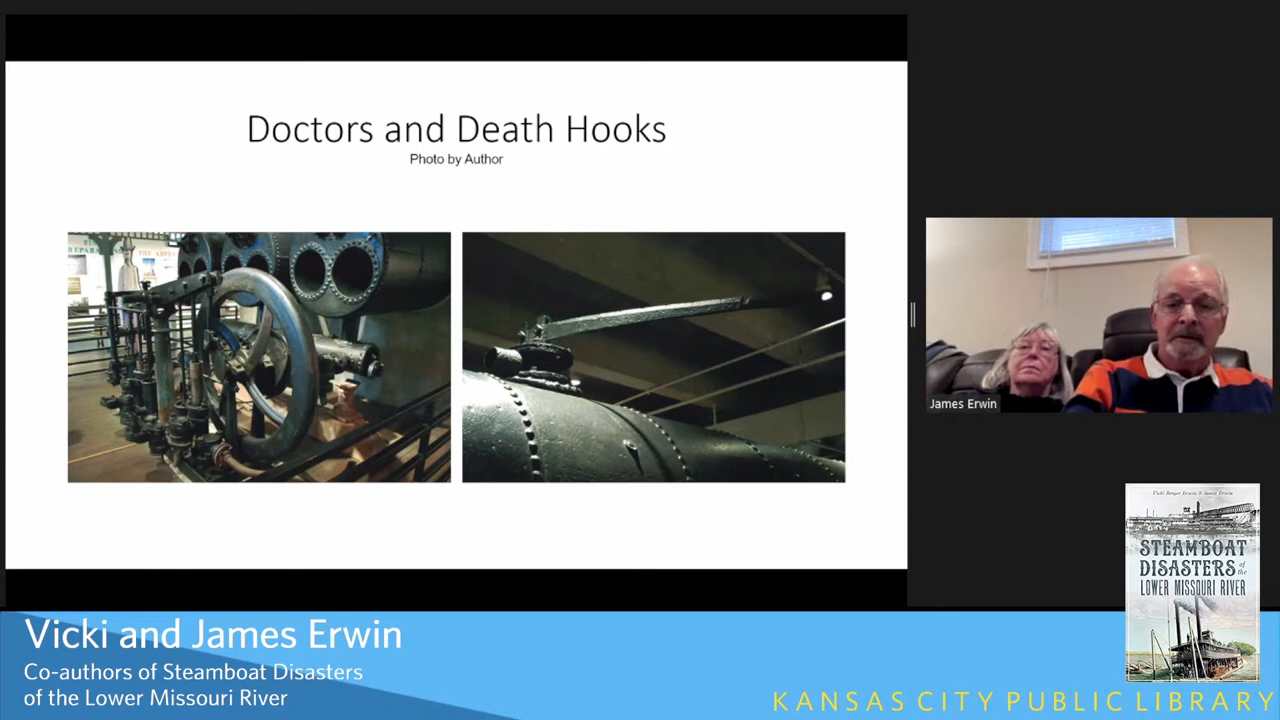 Doctors and Death Hooks
Photo by Author
James Erwin
Vicki Berger Erwin & James Erwin
STEAMBOAT
DISASTERS
of the
LOWER MISSOURI RIVER
Vicki and James Erwin
Co-authors of Steamboat Disasters
of the Lower Missouri River
KANSAS CITY PUBLIC LIBRARY